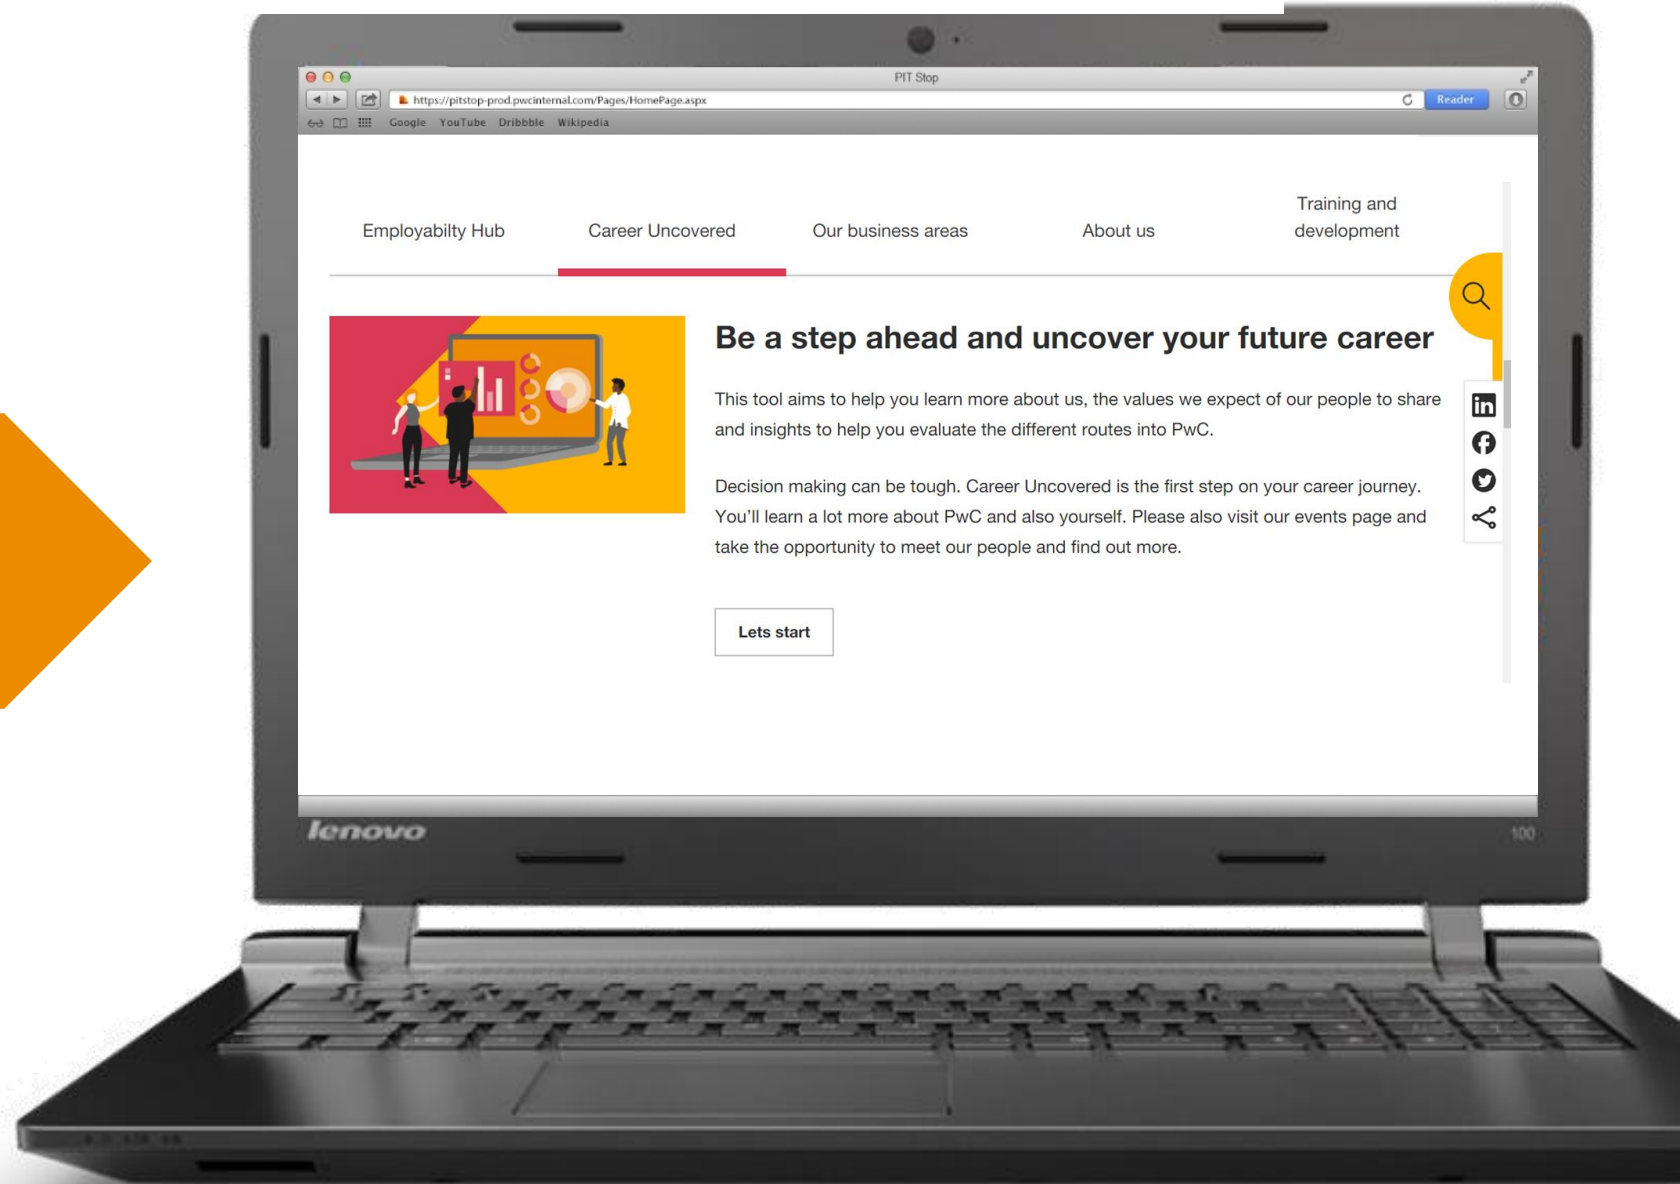 PIT Stop
https://pitstop-prod.pwcinternal.com/Pages/HomePage.aspx
Reader
Google YouTube Dribbble Wikipedia
Employabilty Hub
Career Uncovered
Our business areas
About us
Training and
development
Be a step ahead and uncover your future career
This tool aims to help you learn more about us, the values we expect of our people to share
and insights to help you evaluate the different routes into PwC.
Decision making can be tough. Career Uncovered is the first step on your career journey.
You'll learn a lot more about PwC and also yourself. Please also visit our events page and
take the opportunity to meet our people and find out more.
Lets start
in
lenovo
100